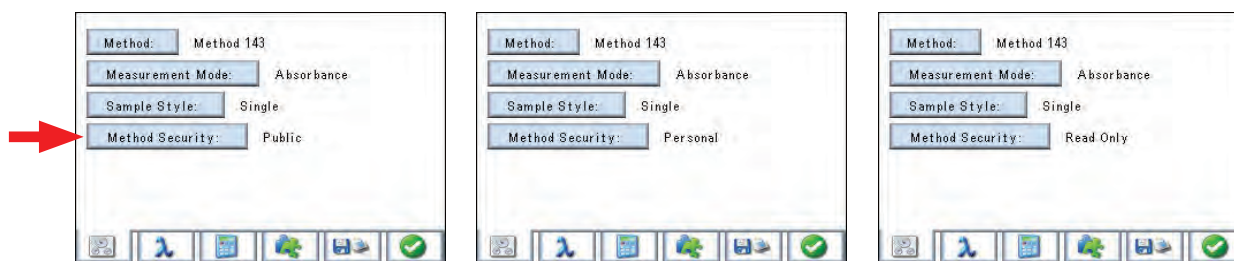 Method: Method 143
Measurement Mode: Absorbance
Sample Style: Single
Method Security: Public
λ
Method: Method 143
Measurement Mode: Absorbance
Sample Style: Single
Method Security: Personal
λ
Method: Method 143
Measurement Mode: Absorbance
Sample Style: Single
Method Security: Read Only
λ